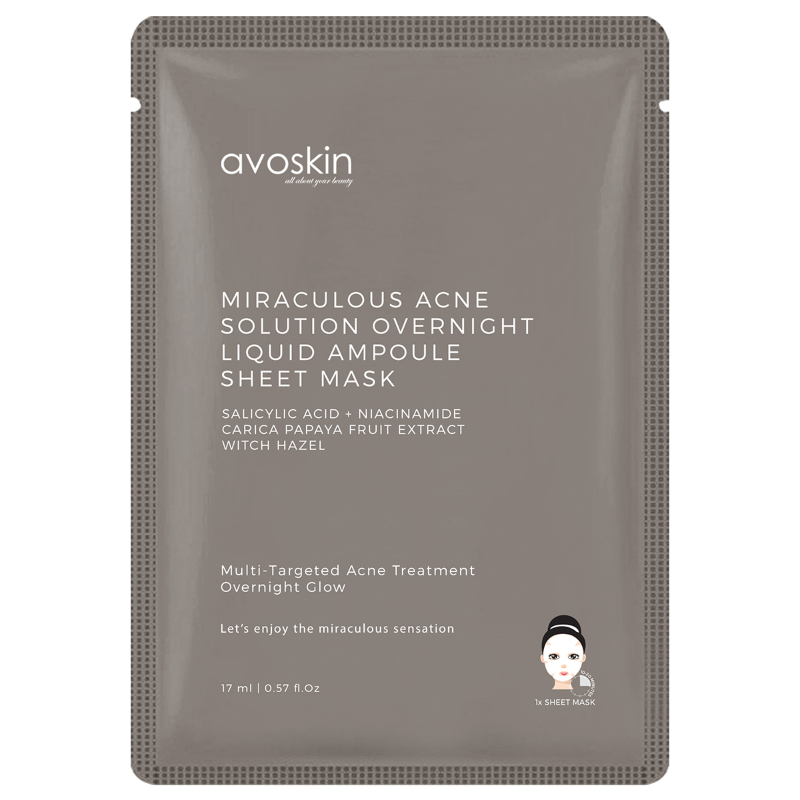 avoskin
all about your beauty
MIRACULOUS ACNE
SOLUTION OVERNIGHT
LIQUID AMPOULE
SHEET MASK
SALICYLIC ACID + NIACINAMIDE
CARICA PAPAYA FRUIT EXTRACT
WITCH HAZEL
Multi-Targeted Acne Treatment
Overnight Glow
Let's enjoy the miraculous sensation
17 ml | 0.57 fl.Oz
1x SHEET MASK